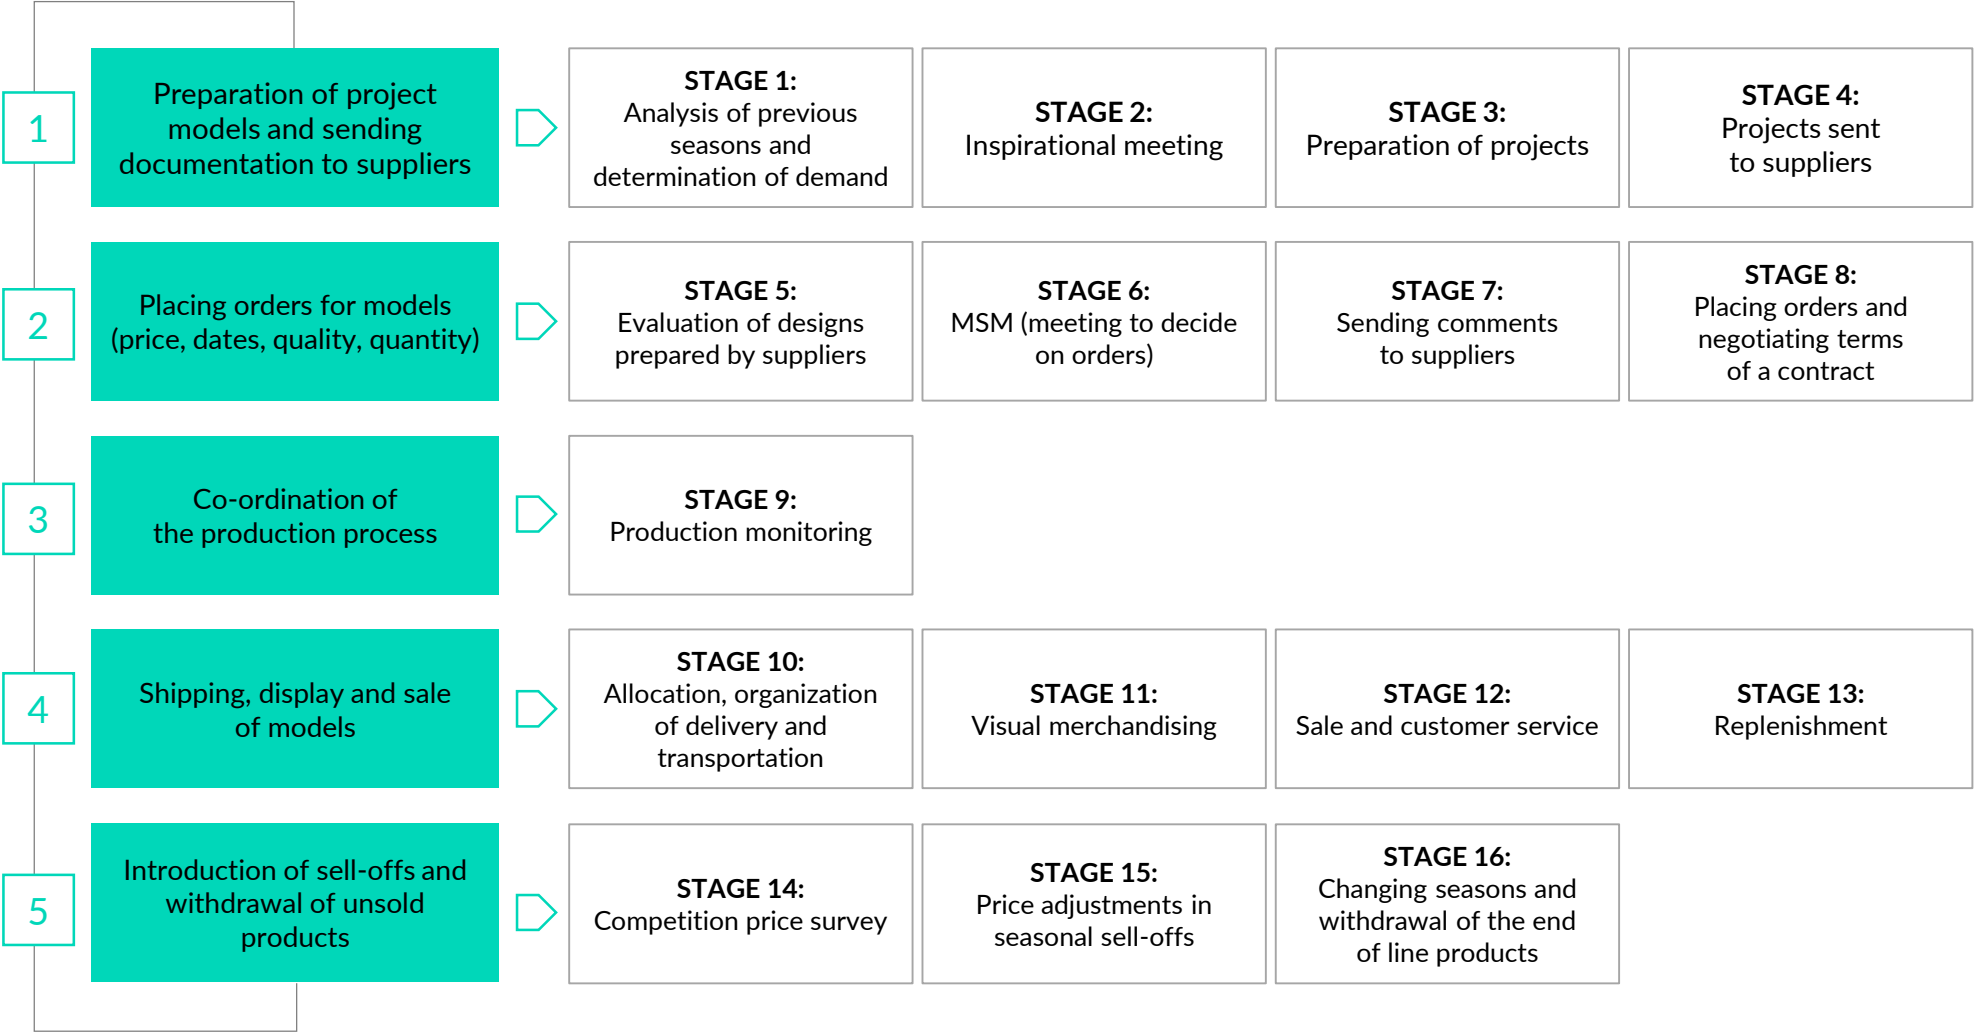 1
Preparation of project
models and sending
documentation to suppliers
STAGE 1:
Analysis of previous
seasons and
determination of demand
STAGE 2:
Inspirational meeting
STAGE 3:
Preparation of projects
STAGE 4:
Projects sent
to suppliers
2
Placing orders for models
(price, dates, quality, quantity)
STAGE 5:
Evaluation of designs
prepared by suppliers
STAGE 6:
MSM (meeting to decide
on orders)
STAGE 7:
Sending comments
to suppliers
STAGE 8:
Placing orders and
negotiating terms
of a contract
3
Co-ordination of
the production process
STAGE 9:
Production monitoring
4
Shipping, display and sale
of models
STAGE 10:
Allocation, organization
of delivery and
transportation
STAGE 11:
Visual merchandising
STAGE 12:
Sale and customer service
STAGE 13:
Replenishment
5
Introduction of sell-offs and
withdrawal of unsold
products
STAGE 14:
Competition price survey
STAGE 15:
Price adjustments in
seasonal sell-offs
STAGE 16:
Changing seasons and
withdrawal of the end
of line products